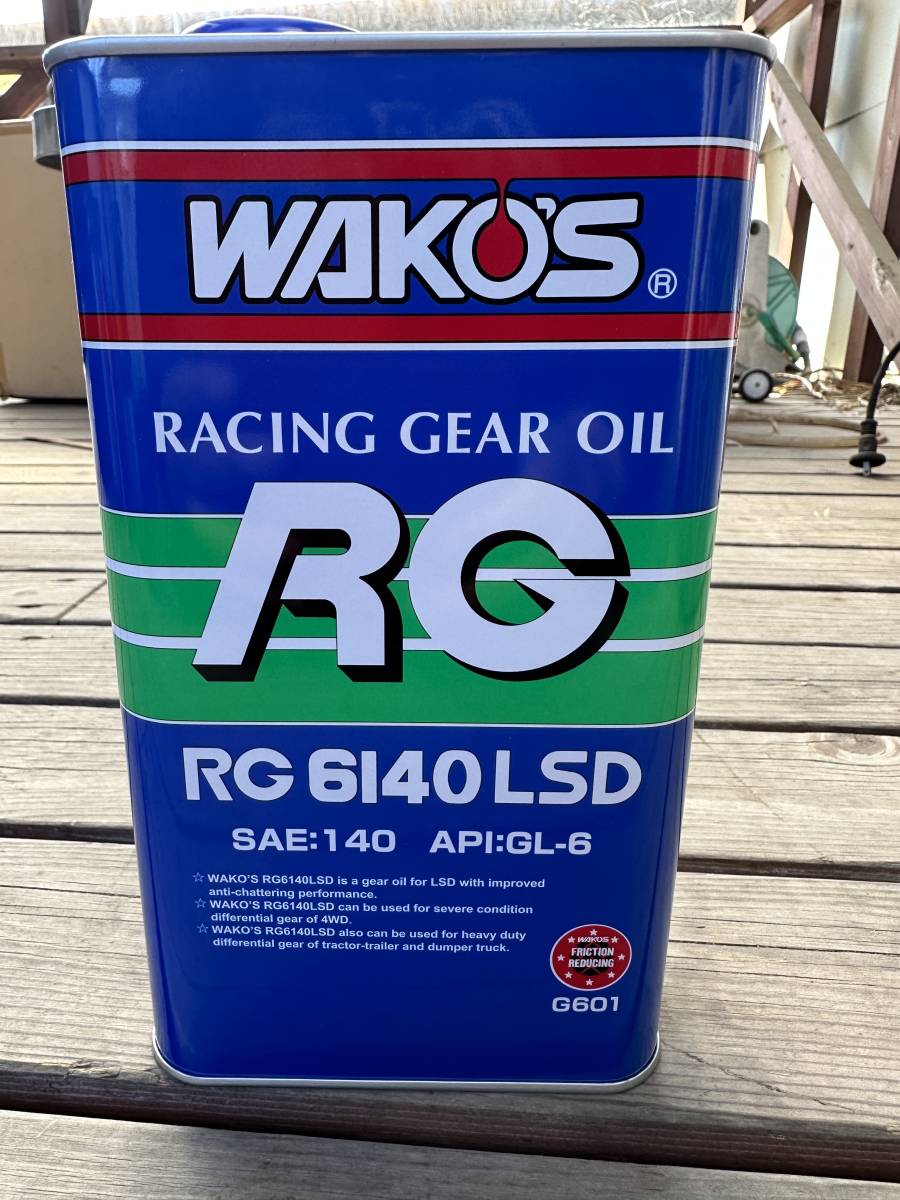 WAKO'S ®
RACING GEAR OIL
RG
RG 6140 LSD
SAE:140 API:GL-6
☆ WAKO'S RG6140LSD is a gear oil for LSD with improved
anti-chattering performance.
☆ WAKO'S RG6140LSD can be used for severe condition
differential gear of 4WD.
☆ WAKO'S RG6140LSD also can be used for heavy duty
differential gear of tractor-trailer and dumper truck.
WAKO'S
FRICTION
REDUCING
G601